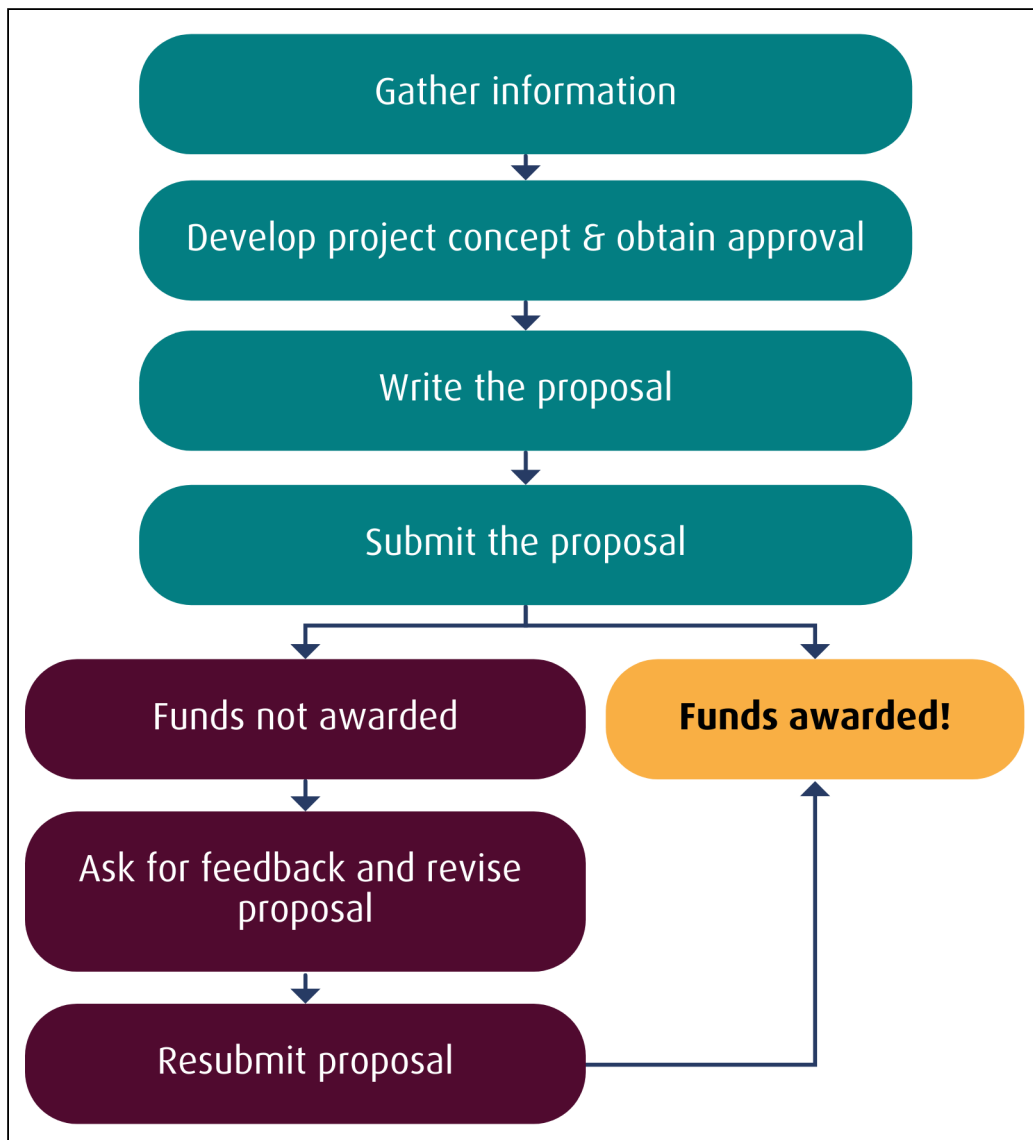 Gather information
Develop project concept & obtain approval
Write the proposal
Submit the proposal
Funds not awarded
Funds awarded!
Ask for feedback and revise
proposal
Resubmit proposal